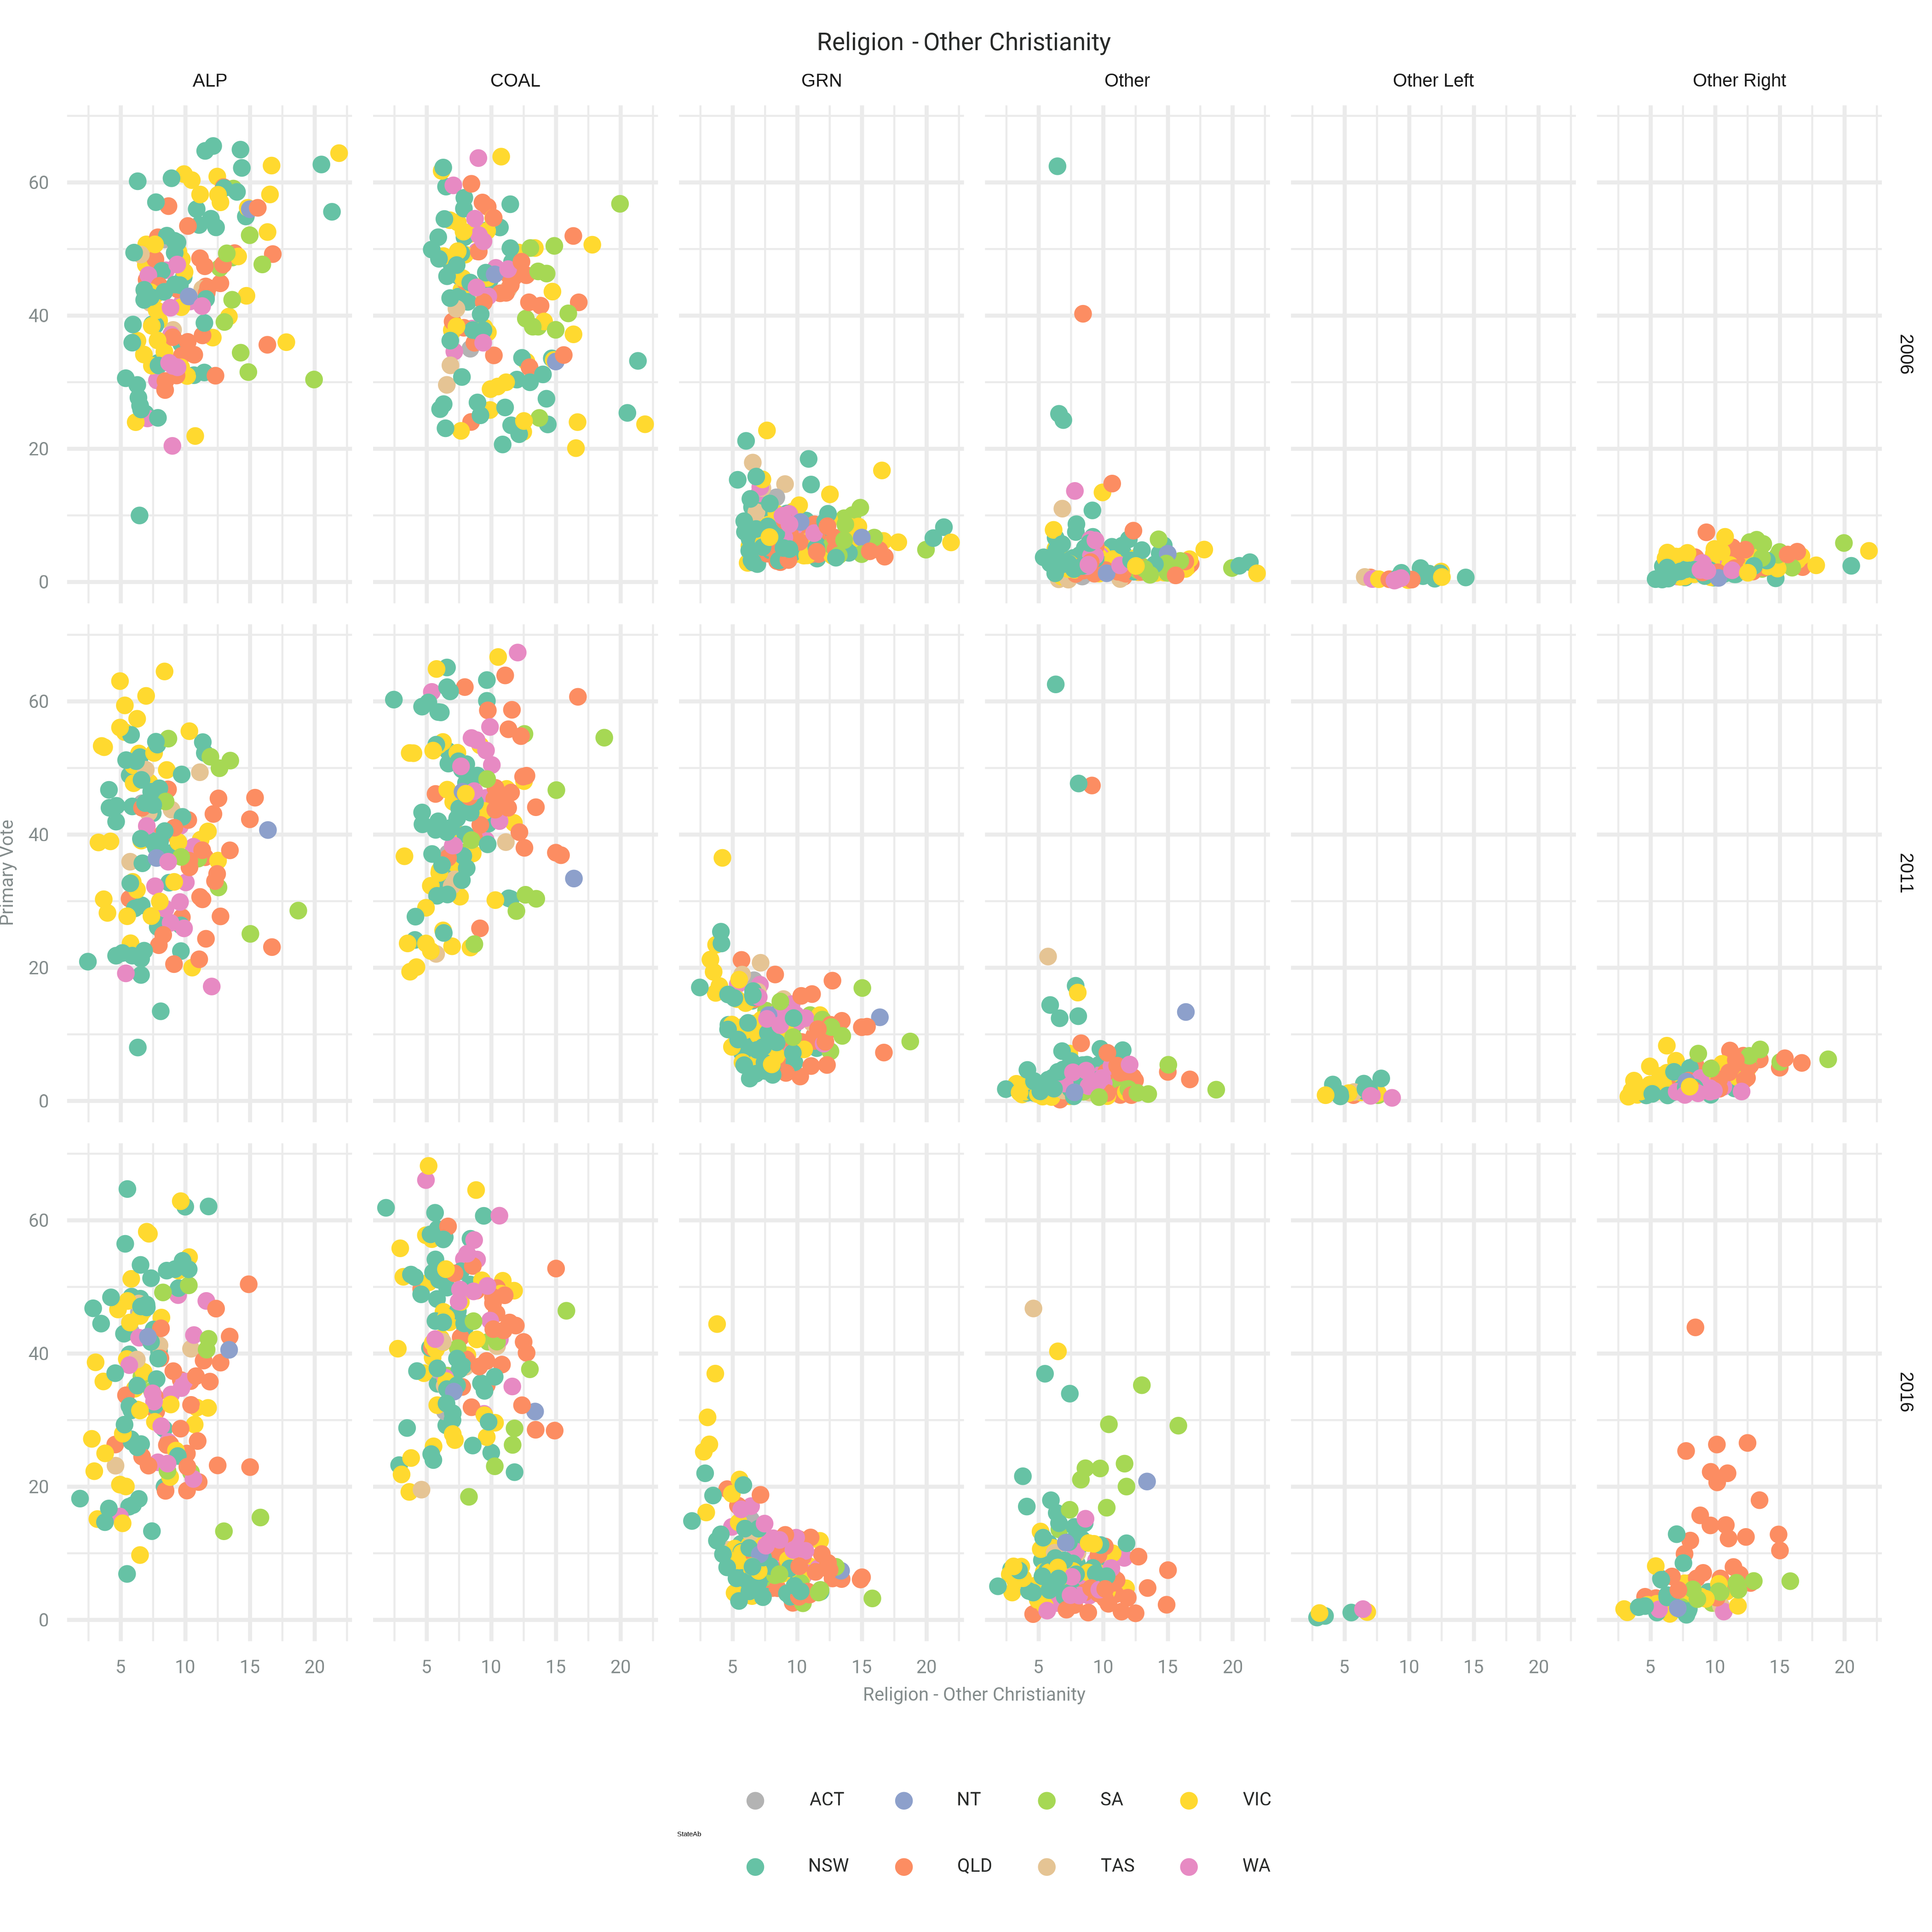 Religion - Other Christianity
ALP COAL GRN Other Other Left Other Right
60
40
20
0
2006
60
40
20
0
2011
Primary Vote
60
40
20
0
2016
5 10 15 20 5 10 15 20 5 10 15 20 5 10 15 20 5 10 15 20 5 10 15 20
Religion - Other Christianity
ACT NT SA VIC
StateAb
NSW QLD TAS WA